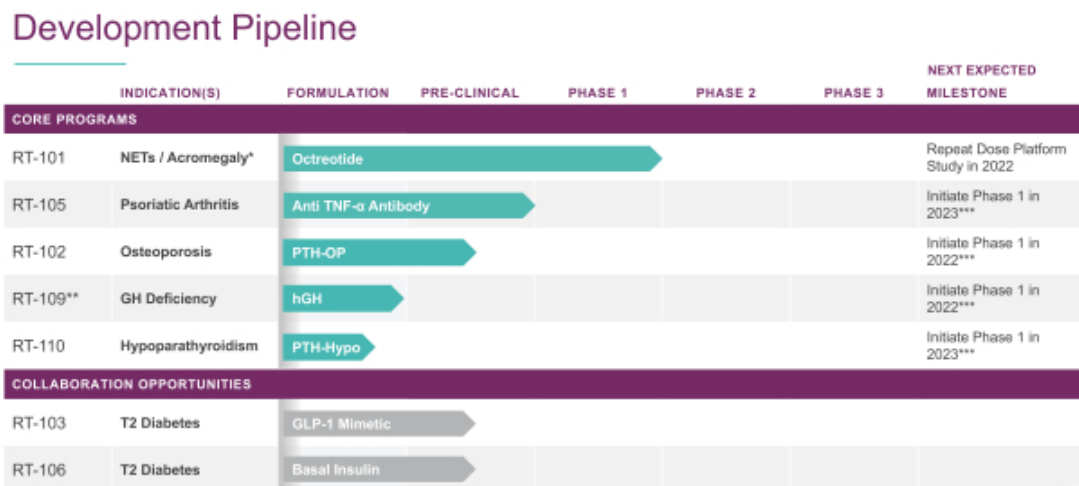 Development Pipeline
NEXT EXPECTED
INDICATION(S) FORMULATION PRE-CLINICAL PHASE 1 PHASE 2 PHASE 3 MILESTONE
CORE PROGRAMS
RT-101 NETs / Acromegaly* Octreotide Repeat Dose Platform
Study in 2022
RT-105 Psoriatic Arthritis Anti TNF-α Antibody Initiate Phase 1 in
2023***
RT-102 Osteoporosis PTH-OP Initiate Phase 1 in
2022***
RT-109** GH Deficiency hGH Initiate Phase 1 in
2022***
RT-110 Hypoparathyroidism PTH-Hypo Initiate Phase 1 in
2023***
COLLABORATION OPPORTUNITIES
RT-103 T2 Diabetes GLP-1 Mimetic
RT-106 T2 Diabetes Basal Insulin